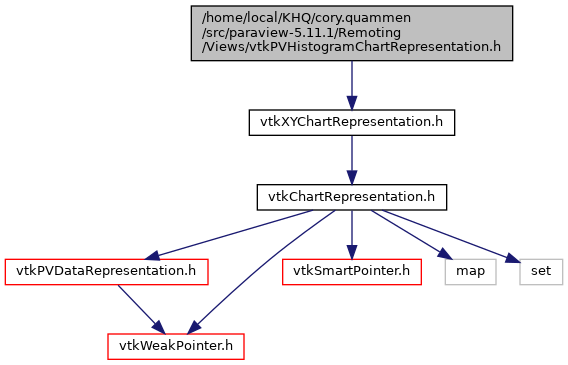 /home/local/KHQ/cory.quammen
/src/paraview-5.11.1/Remoting
/Views/vtkPVHistogramChartRepresentation.h
vtkXYChartRepresentation.h
vtkChartRepresentation.h
vtkPVDataRepresentation.h
vtkSmartPointer.h
map
set
vtkWeakPointer.h